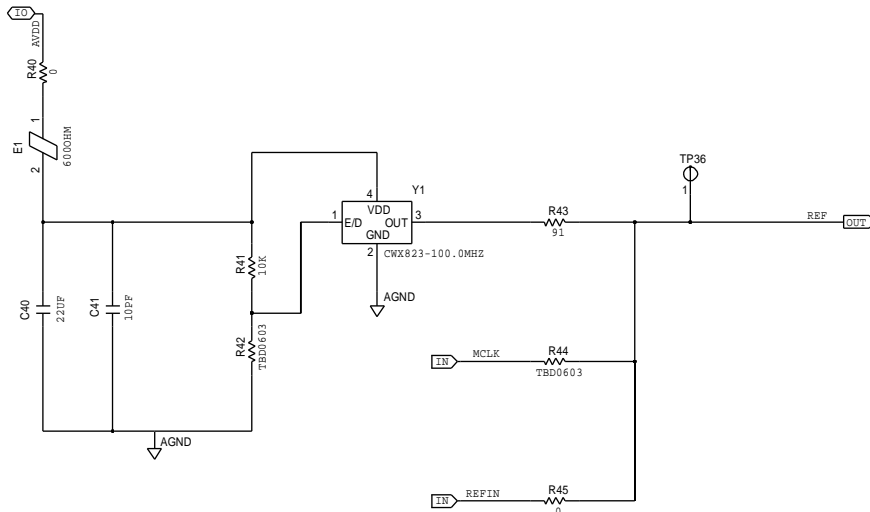 IO
AVDD
R40
0
1
E1
600OHM
2
C40
22UF
C41
10PF
AGND
R41
10K
R42
TBD0603
Y1
4
VDD
1
E/D
OUT
3
GND
2
CWX823-100.0MHZ
AGND
R43
91
TP36
1
REF
OUT
IN
MCLK
R44
TBD0603
IN
REFIN
R45
0